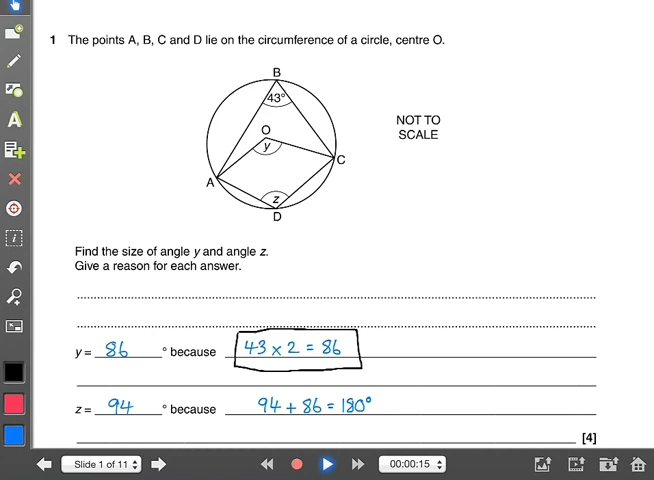 1 The points A, B, C and D lie on the circumference of a circle, centre O.
B
43°
NOT TO
SCALE
O
y
C
A
z
D
Find the size of angle y and angle z.
Give a reason for each answer.
y = 86 ° because 43 x 2 = 86
z = 94 ° because 94 + 86 = 180°
[4]
Slide 1 of 11
00:00:15